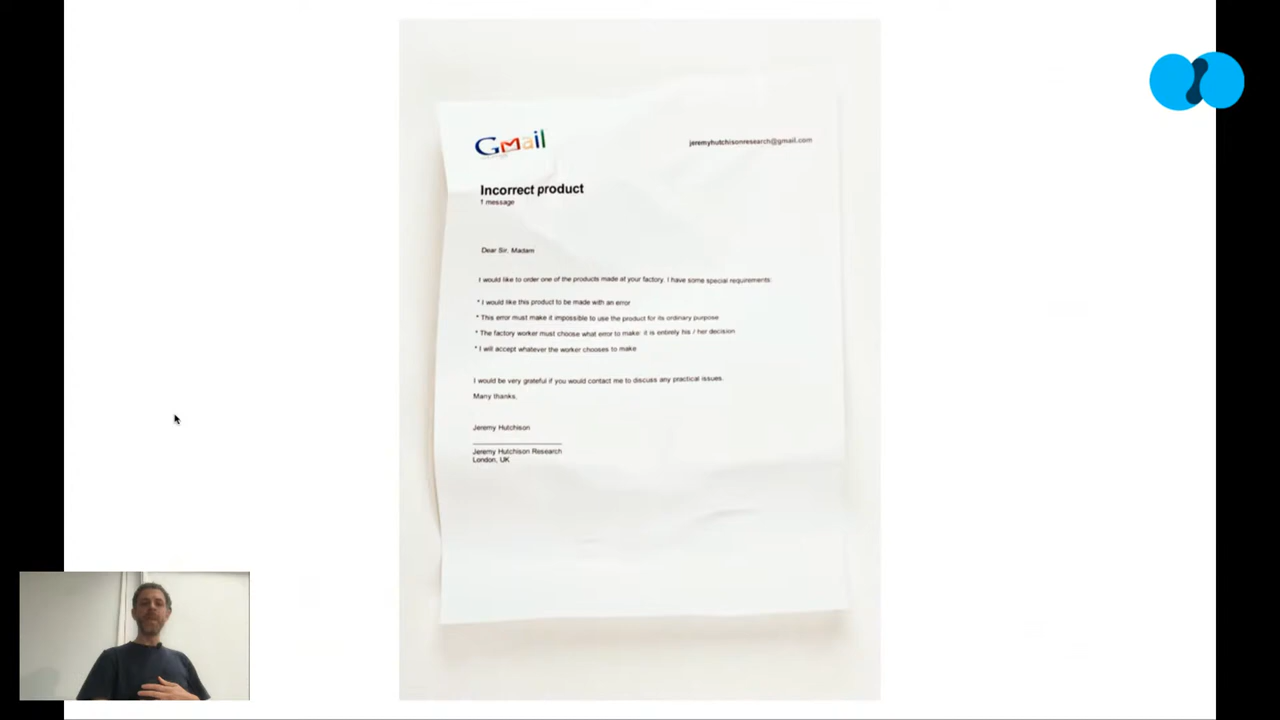 Gmail
jeremyhutchisonresearch@gmail.com
Incorrect product
1 message
Dear Sir, Madam
I would like to order one of the products made at your factory. I have some special requirements:
* I would like this product to be made with an error
* This error must make it impossible to use the product for its ordinary purpose
* The factory worker must choose what error to make: it is entirely his / her decision
* I will accept whatever the worker chooses to make
I would be very grateful if you would contact me to discuss any practical issues.
Many thanks,
Jeremy Hutchison
Jeremy Hutchison Research
London, UK